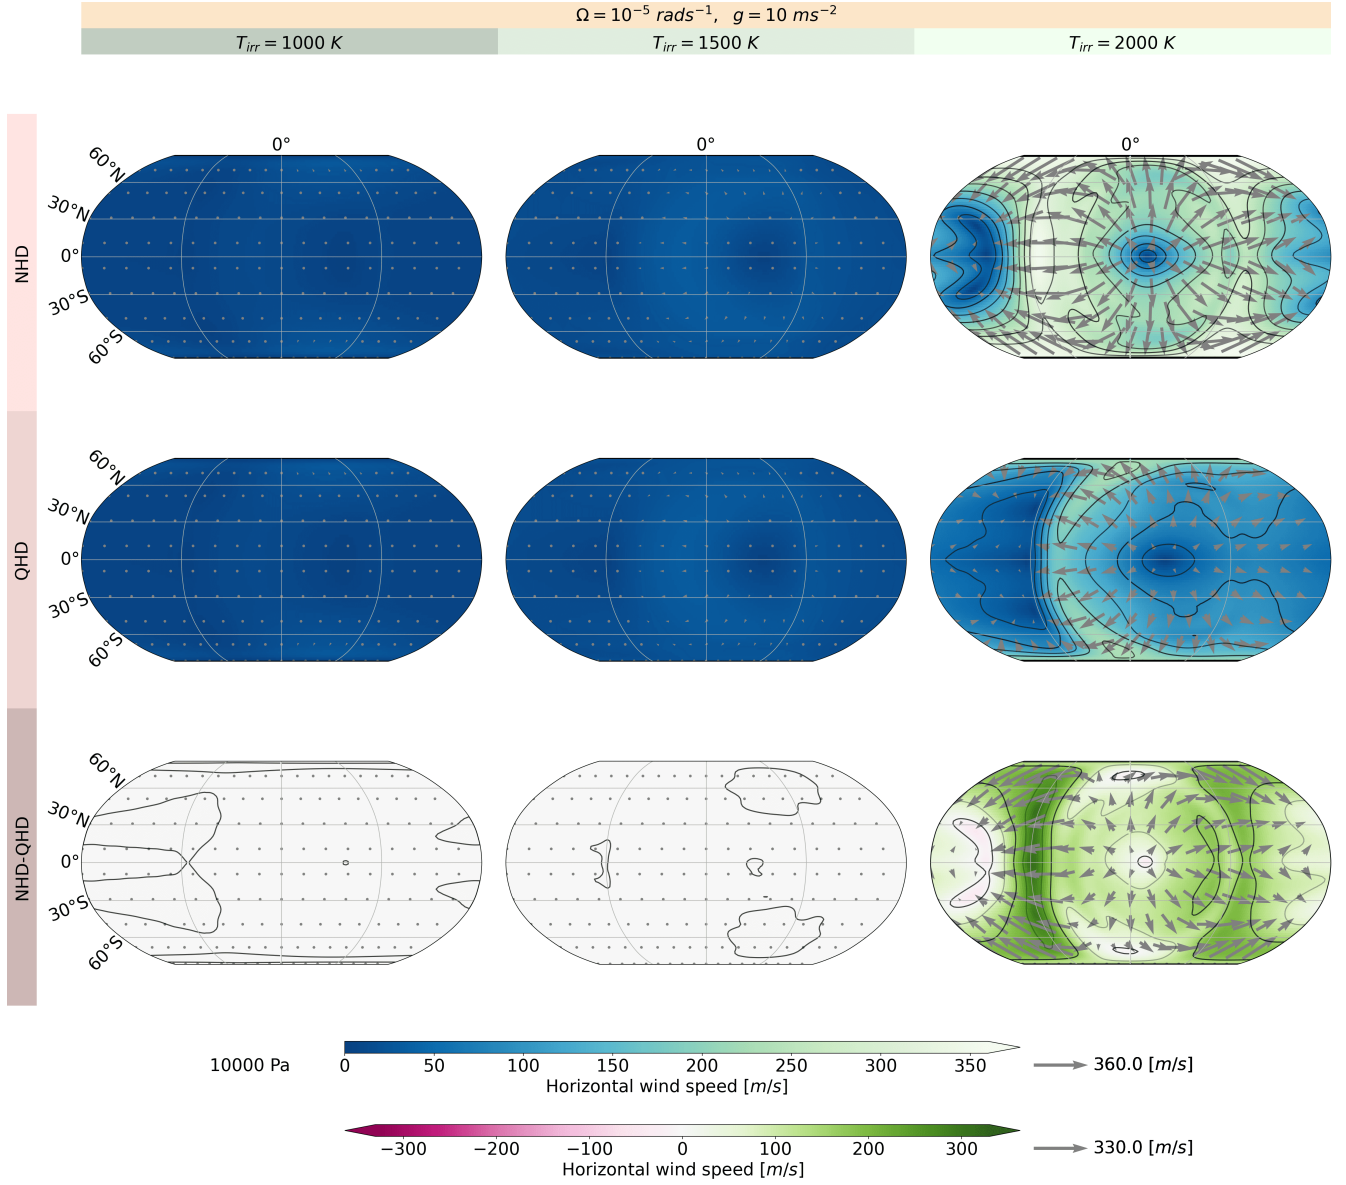 Ω = 10⁻⁵ rads⁻¹, g = 10 ms⁻²
T_irr = 1000 K T_irr = 1500 K T_irr = 2000 K
0° 0° 0°
NHD
60°N
30°N
0°
30°S
60°S
QHD
60°N
30°N
0°
30°S
60°S
NHD-QHD
60°N
30°N
0°
30°S
60°S
10000 Pa
0 50 100 150 200 250 300 350
Horizontal wind speed [m/s]
360.0 [m/s]
−300 −200 −100 0 100 200 300
Horizontal wind speed [m/s]
330.0 [m/s]